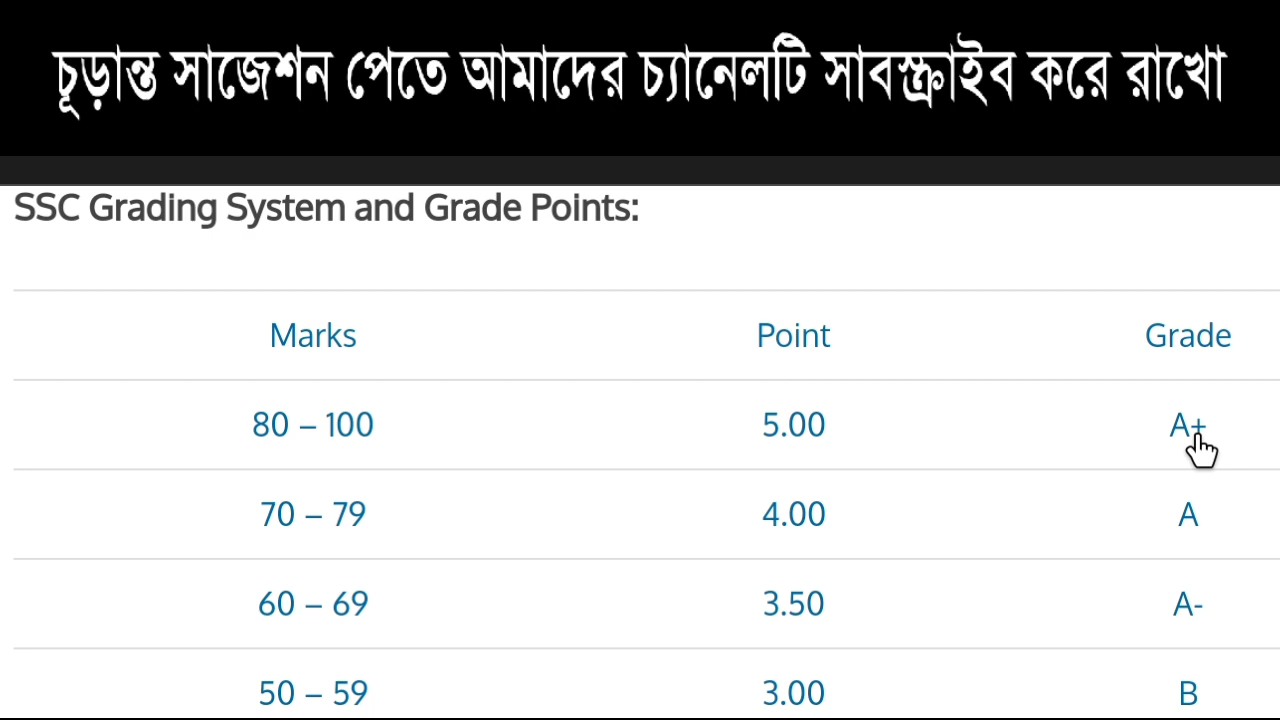 চূড়ান্ত সাজেশন পেতে আমাদের চ্যানেলটি সাবস্ক্রাইব করে রাখো
SSC Grading System and Grade Points:
Marks Point Grade
80 – 100 5.00 A+
70 – 79 4.00 A
60 – 69 3.50 A-
50 – 59 3.00 B